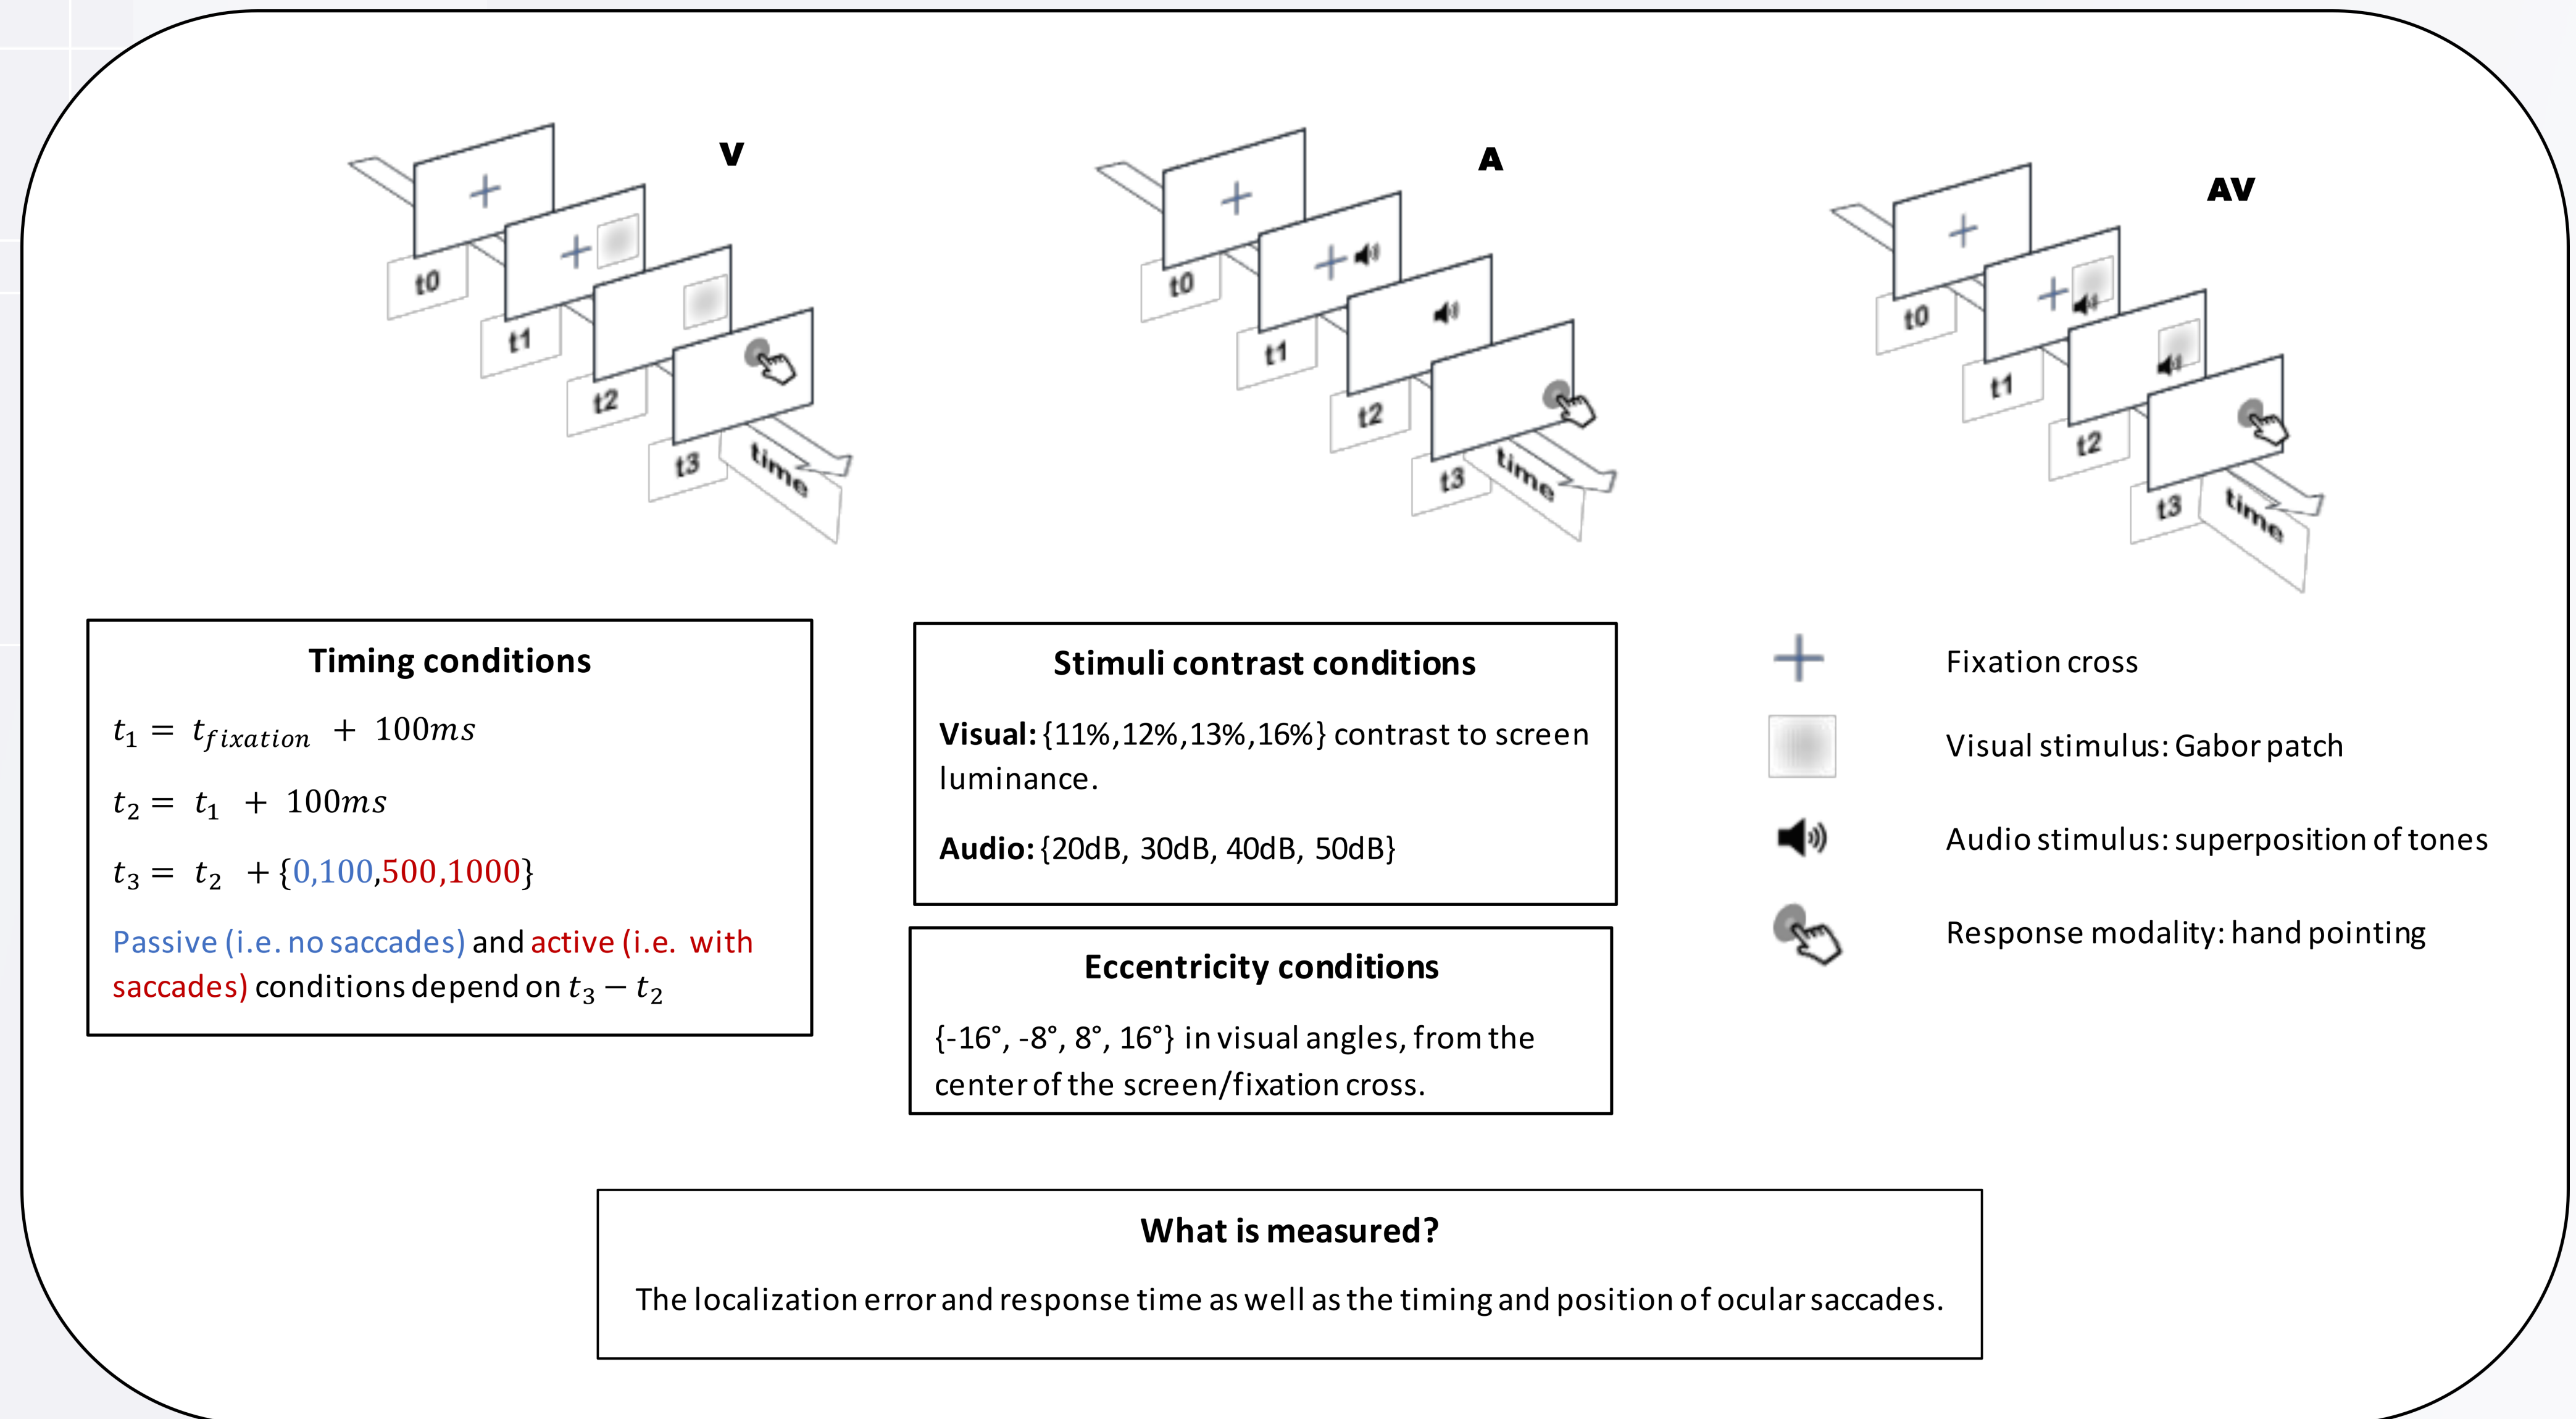 V
t0
t1
t2
t3
time
A
t0
t1
t2
t3
time
AV
t0
t1
t2
t3
time
Timing conditions
t₁ = t_fixation + 100ms
t₂ = t₁ + 100ms
t₃ = t₂ +{0,100,500,1000}
Passive (i.e. no saccades) and active (i.e. with
saccades) conditions depend on t₃ − t₂
Stimuli contrast conditions
Visual: {11%,12%,13%,16%} contrast to screen
luminance.
Audio: {20dB, 30dB, 40dB, 50dB}
Eccentricity conditions
{-16°, -8°, 8°, 16°} in visual angles, from the
center of the screen/fixation cross.
Fixation cross
Visual stimulus: Gabor patch
Audio stimulus: superposition of tones
Response modality: hand pointing
What is measured?
The localization error and response time as well as the timing and position of ocular saccades.